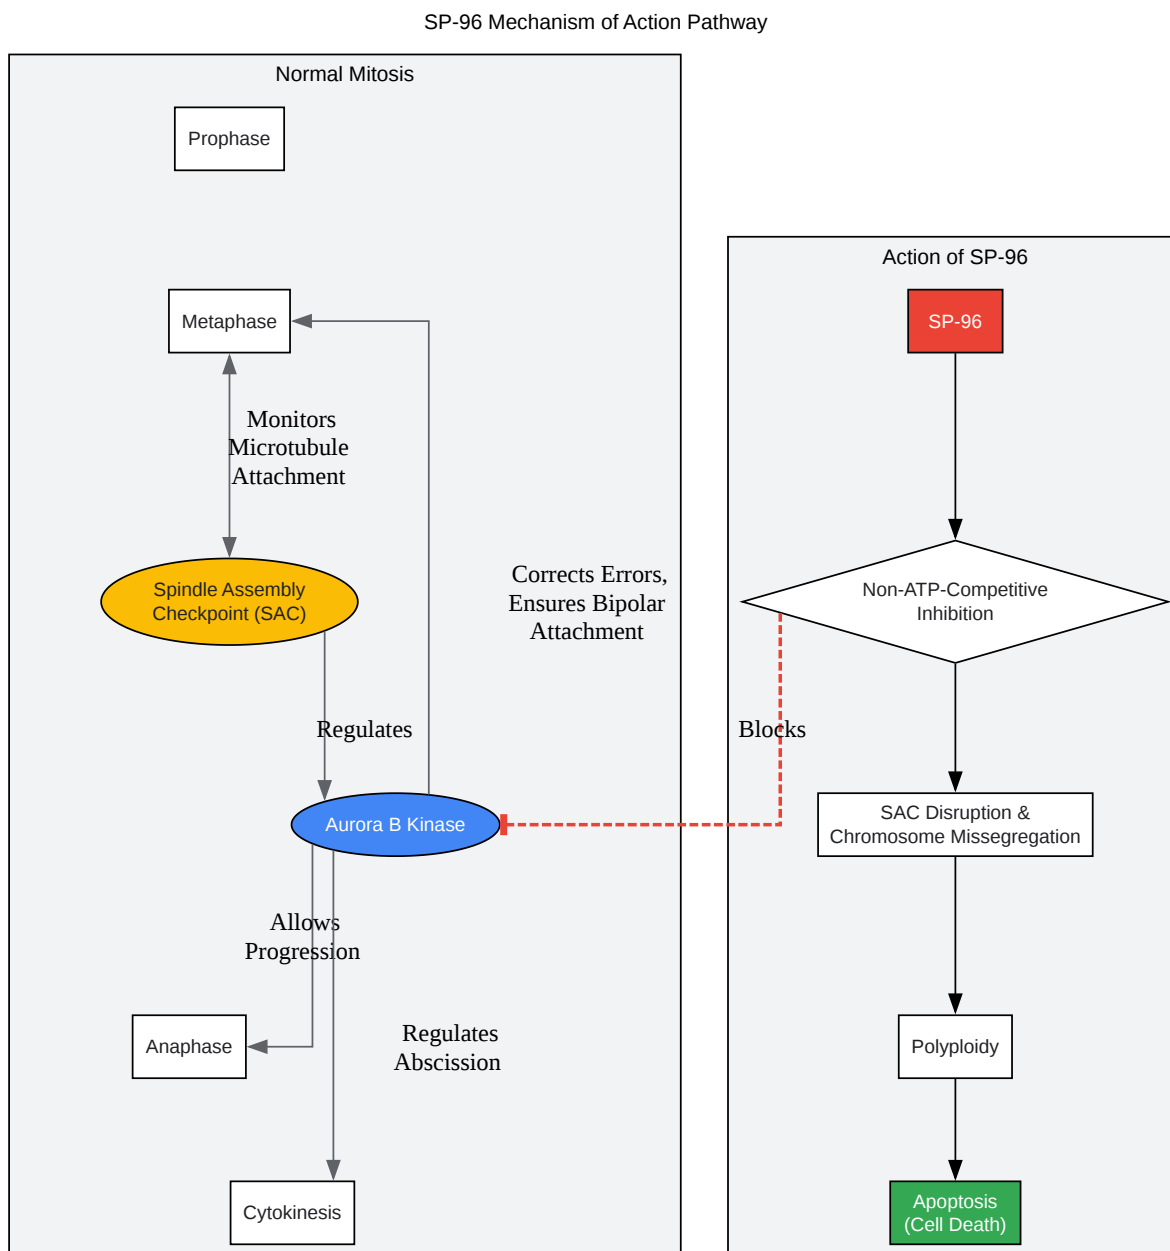 SP-96 Mechanism of Action Pathway
Normal Mitosis
Prophase
Metaphase
Monitors
Microtubule
Attachment
Spindle Assembly
Checkpoint (SAC)
Corrects Errors,
Ensures Bipolar
Attachment
Regulates
Aurora B Kinase
Allows
Progression
Anaphase
Regulates
Abscission
Cytokinesis
Action of SP-96
SP-96
Non-ATP-Competitive
Inhibition
Blocks
SAC Disruption &
Chromosome Missegregation
Polyploidy
Apoptosis
(Cell Death)